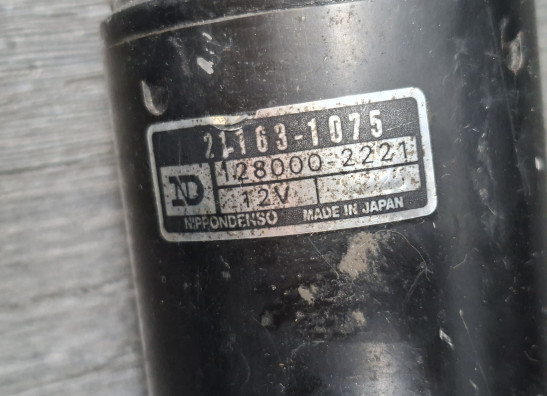 21163-1075
ND
128000-2221
12V
NIPPONDENSO MADE IN JAPAN